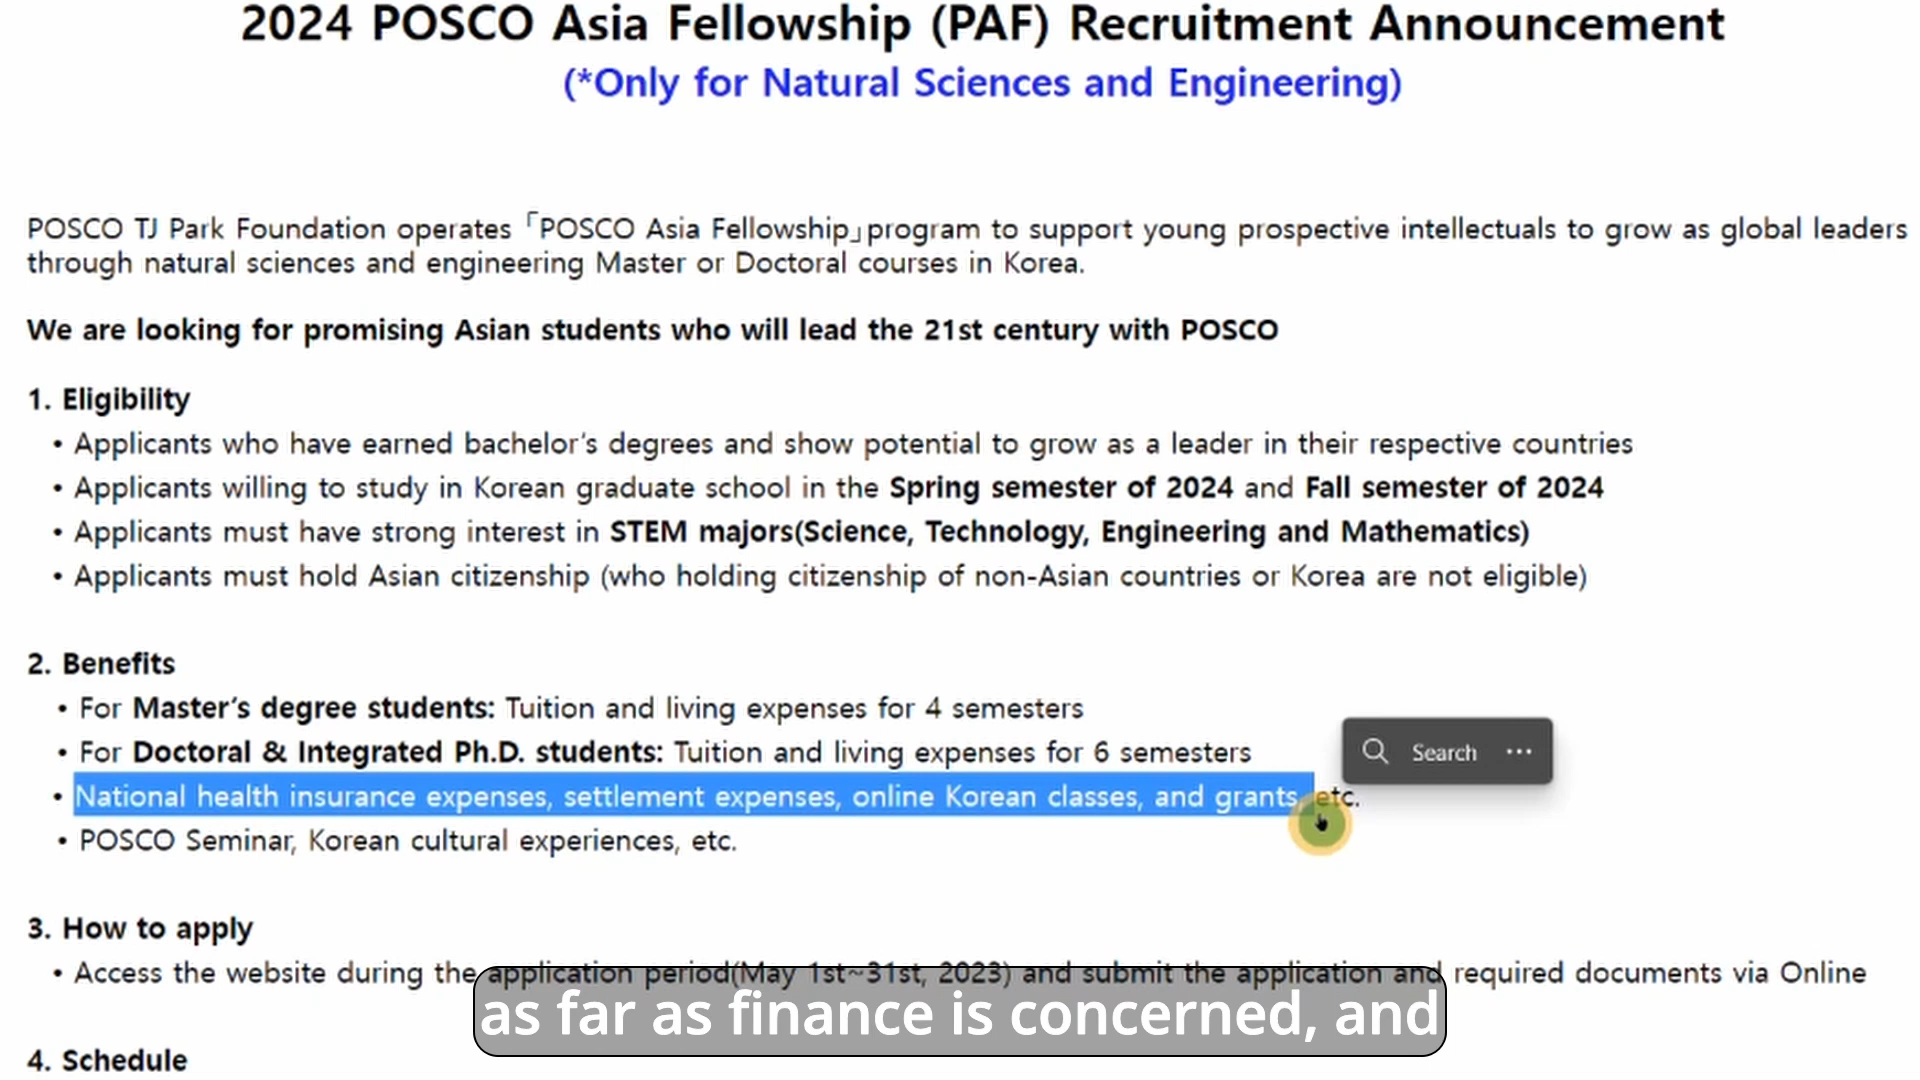 2024 POSCO Asia Fellowship (PAF) Recruitment Announcement
(*Only for Natural Sciences and Engineering)
POSCO TJ Park Foundation operates「POSCO Asia Fellowship」program to support young prospective intellectuals to grow as global leaders
through natural sciences and engineering Master or Doctoral courses in Korea.
We are looking for promising Asian students who will lead the 21st century with POSCO
1. Eligibility
• Applicants who have earned bachelor's degrees and show potential to grow as a leader in their respective countries
• Applicants willing to study in Korean graduate school in the Spring semester of 2024 and Fall semester of 2024
• Applicants must have strong interest in STEM majors(Science, Technology, Engineering and Mathematics)
• Applicants must hold Asian citizenship (who holding citizenship of non-Asian countries or Korea are not eligible)
2. Benefits
• For Master's degree students: Tuition and living expenses for 4 semesters
• For Doctoral & Integrated Ph.D. students: Tuition and living expenses for 6 semesters
Search ···
• National health insurance expenses, settlement expenses, online Korean classes, and grants, etc.
• POSCO Seminar, Korean cultural experiences, etc.
3. How to apply
• Access the website during the application period(May 1st~31st, 2023) and submit the application and required documents via Online
as far as finance is concerned, and
4. Schedule